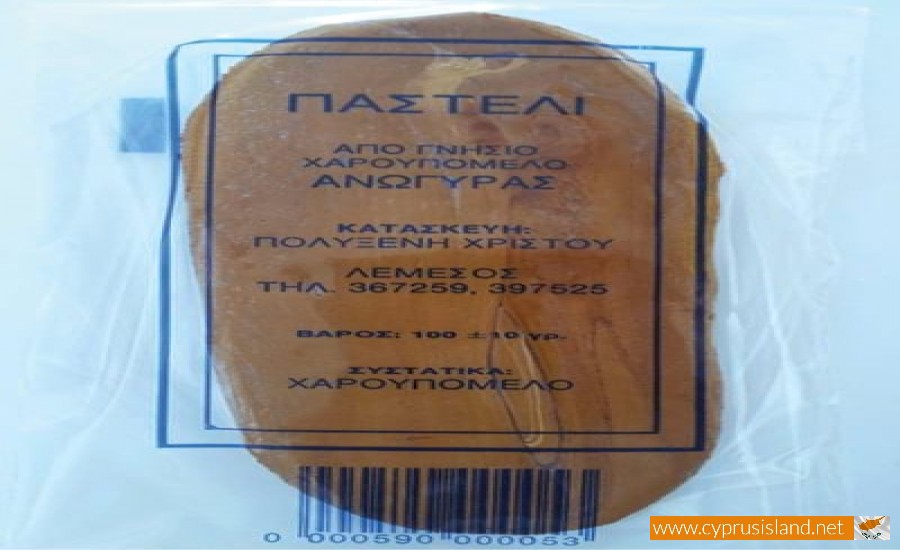 ΠΑΣΤΕΛΙ
ΑΠΟ ΓΝΗΣΙΟ
ΧΑΡΟΥΠΟΜΕΛΟ
ΑΝΩΓΥΡΑΣ
ΚΑΤΑΣΚΕΥΗ:
ΠΟΛΥΞΕΝΗ ΧΡΙΣΤΟΥ
ΛΕΜΕΣΟΣ
ΤΗΛ. 367259, 397525
ΒΑΡΟΣ: 100 ±10 γρ.
ΣΥΣΤΑΤΙΚΑ:
ΧΑΡΟΥΠΟΜΕΛΟ
0 000590 000053
www.cyprusisland.net